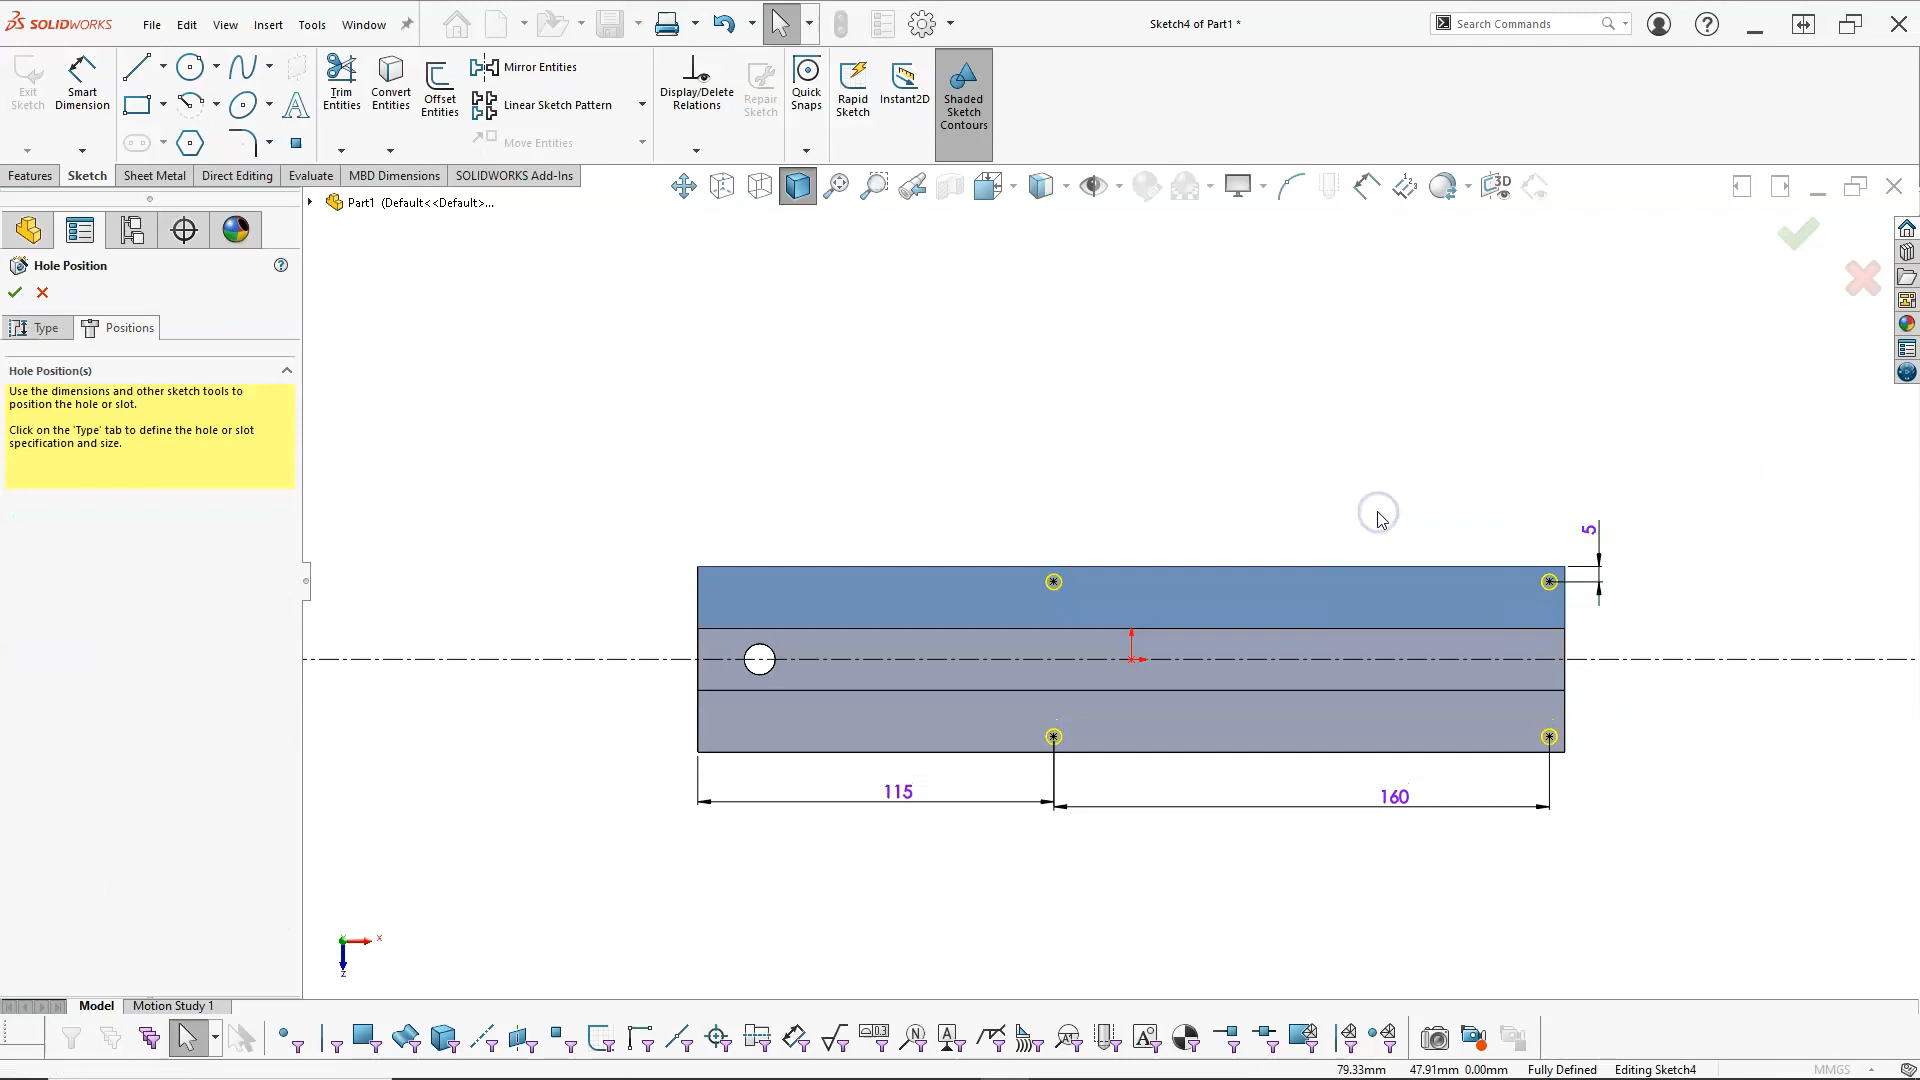 SOLIDWORKS File Edit View Insert Tools Window Sketch4 of Part1 * Search Commands
Exit Sketch
Smart Dimension
Trim Entities
Convert Entities
Offset Entities
Mirror Entities
Linear Sketch Pattern
Move Entities
Display/Delete Relations
Repair Sketch
Quick Snaps
Rapid Sketch
Instant2D
Shaded Sketch Contours
Features Sketch Sheet Metal Direct Editing Evaluate MBD Dimensions SOLIDWORKS Add-Ins
Part1 (Default<<Default>...
Hole Position
Type Positions
Hole Position(s)
Use the dimensions and other sketch tools to
position the hole or slot.
Click on the 'Type' tab to define the hole or slot
specification and size.
5
115
160
x
z
Model Motion Study 1
79.33mm 47.91mm 0.00mm Fully Defined Editing Sketch4 MMGS